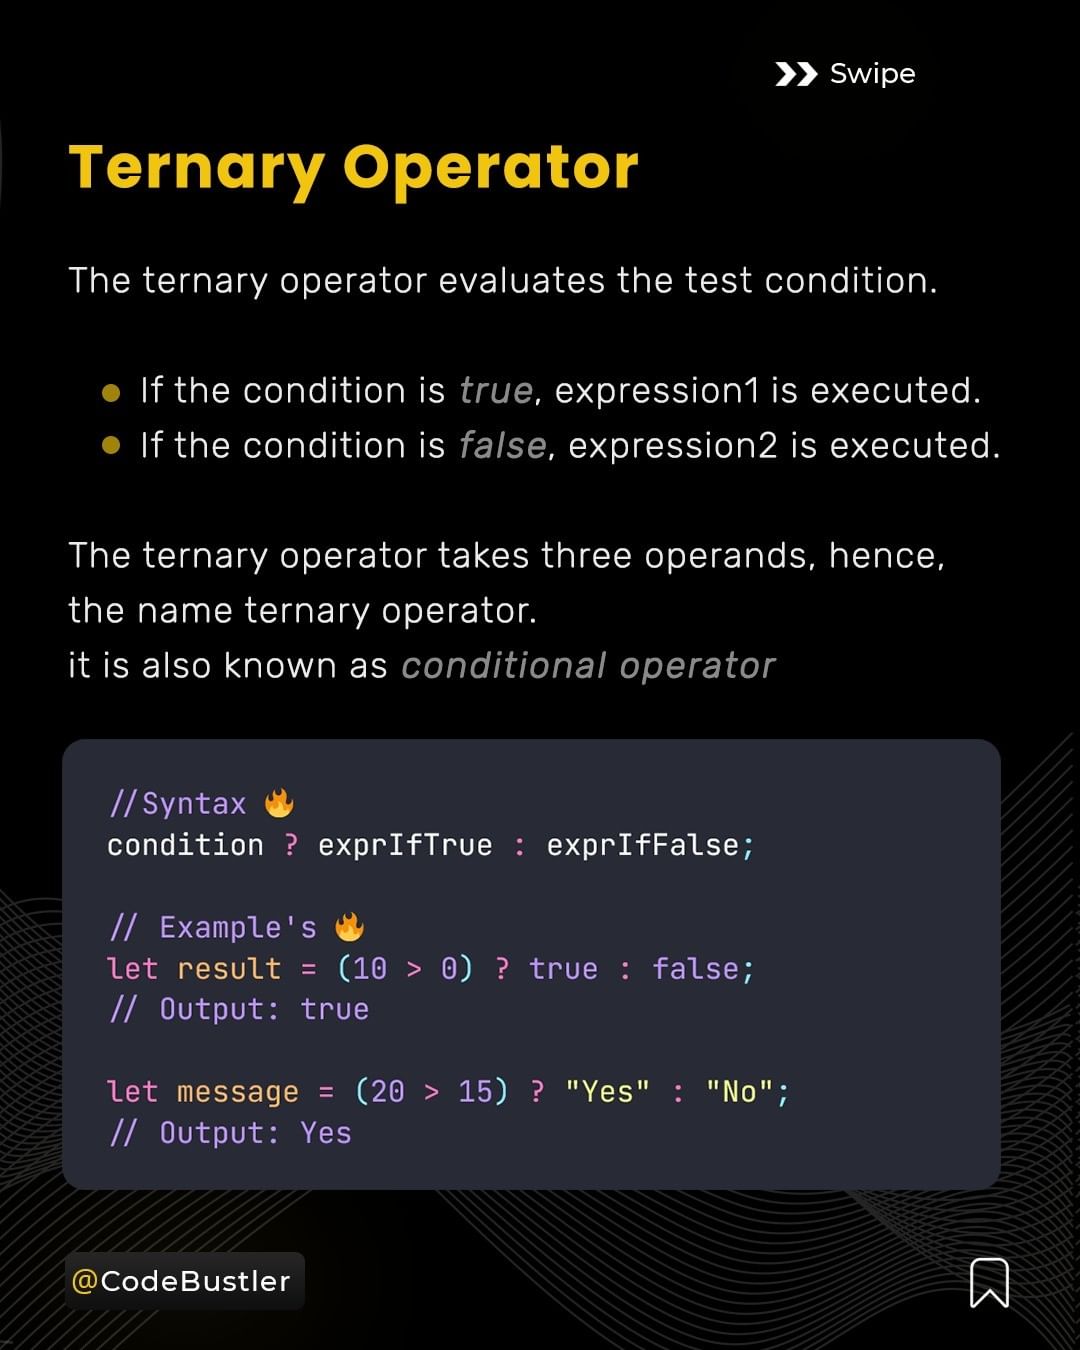 Swipe
Ternary Operator
The ternary operator evaluates the test condition.
If the condition is true, expression1 is executed.
If the condition is false, expression2 is executed.
The ternary operator takes three operands, hence,
the name ternary operator.
it is also known as conditional operator
//Syntax 🔥
condition ? exprIfTrue : exprIfFalse;
// Example's 🔥
let result = (10 > 0) ? true : false;
// Output: true
let message = (20 > 15) ? "Yes" : "No";
// Output: Yes
@CodeBustler